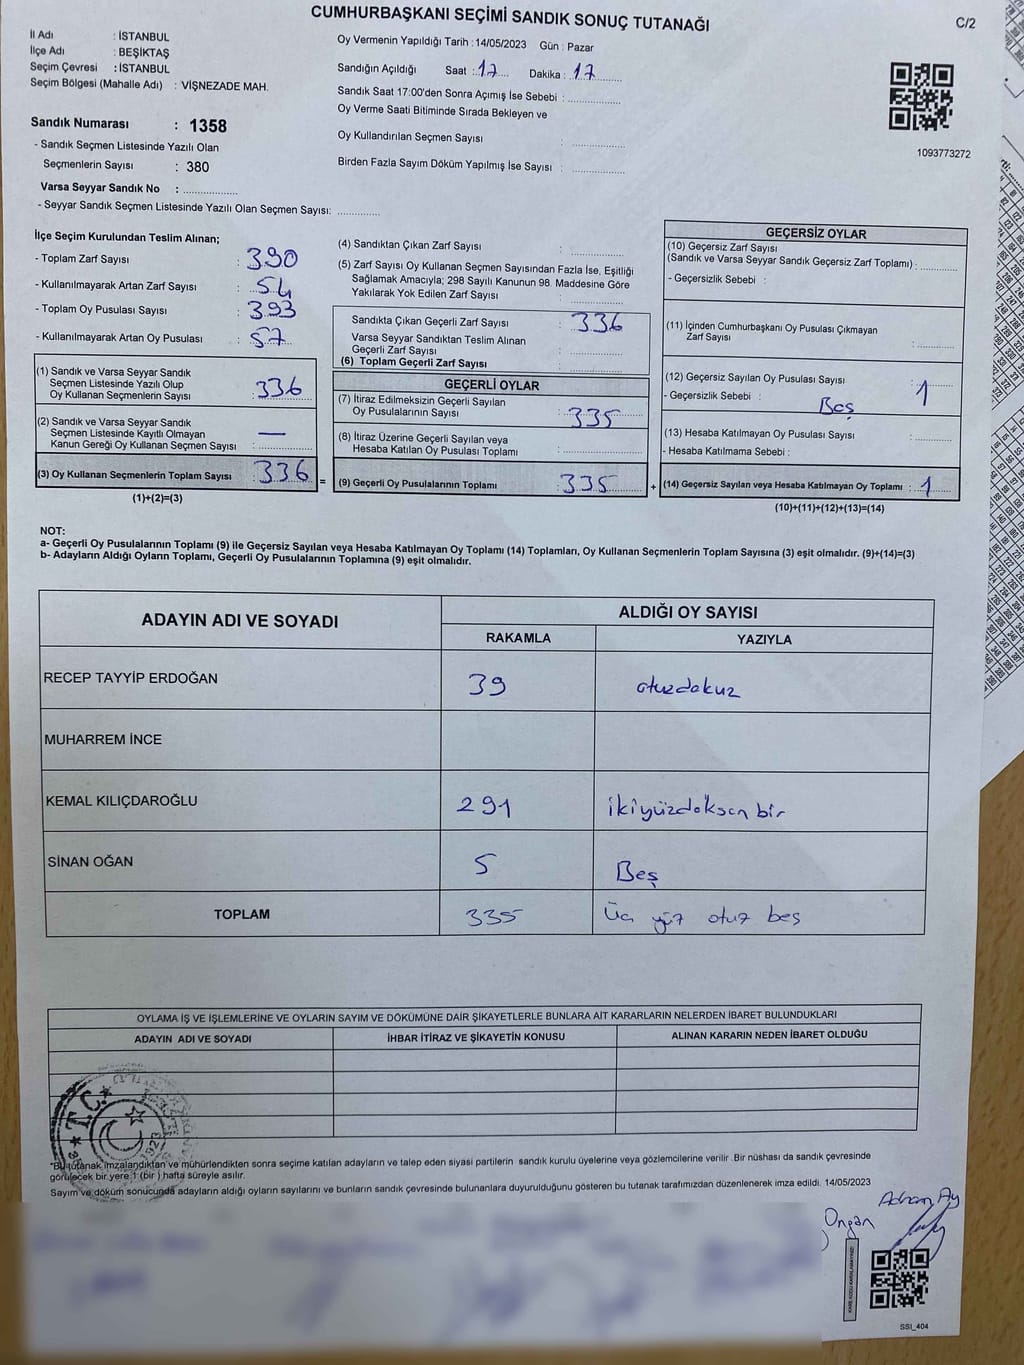 CUMHURBAŞKANI SEÇİMİ SANDIK SONUÇ TUTANAĞI
C/2
İl Adı : İSTANBUL
İlçe Adı : BEŞİKTAŞ
Seçim Çevresi : İSTANBUL
Seçim Bölgesi (Mahalle Adı) : VİŞNEZADE MAH.
Sandık Numarası : 1358
- Sandık Seçmen Listesinde Yazılı Olan
Seçmenlerin Sayısı : 380
Varsa Seyyar Sandık No : ..................
- Seyyar Sandık Seçmen Listesinde Yazılı Olan Seçmen Sayısı: ..............
Oy Vermenin Yapıldığı Tarih : 14/05/2023 Gün : Pazar
Sandığın Açıldığı Saat : 17 Dakika : 17
Sandık Saat 17:00'den Sonra Açımış İse Sebebi : ..................
Oy Verme Saati Bitiminde Sırada Bekleyen ve
Oy Kullandırılan Seçmen Sayısı : ..................
Birden Fazla Sayım Döküm Yapılmış İse Sayısı : ..................
1093773272
İlçe Seçim Kurulundan Teslim Alınan;
- Toplam Zarf Sayısı : 390
- Kullanılmayarak Artan Zarf Sayısı : 54
- Toplam Oy Pusulası Sayısı : 393
- Kullanılmayarak Artan Oy Pusulası : 57
(1) Sandık ve Varsa Seyyar Sandık
Seçmen Listesinde Yazılı Olup
Oy Kullanan Seçmenlerin Sayısı : 336
(2) Sandık ve Varsa Seyyar Sandık
Seçmen Listesinde Kayıtlı Olmayan
Kanun Gereği Oy Kullanan Seçmen Sayısı : —
(3) Oy Kullanan Seçmenlerin Toplam Sayısı : 336 =
(1)+(2)=(3)
(4) Sandıktan Çıkan Zarf Sayısı : ..................
(5) Zarf Sayısı Oy Kullanan Seçmen Sayısından Fazla İse, Eşitliği
Sağlamak Amacıyla; 298 Sayılı Kanunun 98. Maddesine Göre
Yakılarak Yok Edilen Zarf Sayısı : ..................
Sandıkta Çıkan Geçerli Zarf Sayısı : 336
Varsa Seyyar Sandıktan Teslim Alınan
Geçerli Zarf Sayısı : ..................
(6) Toplam Geçerli Zarf Sayısı : ..................
GEÇERLİ OYLAR
(7) İtiraz Edilmeksizin Geçerli Sayılan
Oy Pusulalarının Sayısı : 335
(8) İtiraz Üzerine Geçerli Sayılan veya
Hesaba Katılan Oy Pusulası Toplamı : ..................
(9) Geçerli Oy Pusulalarının Toplamı : 335 +
GEÇERSİZ OYLAR
(10) Geçersiz Zarf Sayısı
(Sandık ve Varsa Seyyar Sandık Geçersiz Zarf Toplamı) : ..............
- Geçersizlik Sebebi :
(11) İçinden Cumhurbaşkanı Oy Pusulası Çıkmayan
Zarf Sayısı : ..............
(12) Geçersiz Sayılan Oy Pusulası Sayısı : 1
- Geçersizlik Sebebi : Beş
(13) Hesaba Katılmayan Oy Pusulası Sayısı : ..............
- Hesaba Katılmama Sebebi :
(14) Geçersiz Sayılan veya Hesaba Katılmayan Oy Toplamı : 1
(10)+(11)+(12)+(13)=(14)
NOT:
a- Geçerli Oy Pusulalarının Toplamı (9) ile Geçersiz Sayılan veya Hesaba Katılmayan Oy Toplamı (14) Toplamları, Oy Kullanan Seçmenlerin Toplam Sayısına (3) eşit olmalıdır. (9)+(14)=(3)
b- Adayların Aldığı Oyların Toplamı, Geçerli Oy Pusulalarının Toplamına (9) eşit olmalıdır.
ADAYIN ADI VE SOYADI
ALDIĞI OY SAYISI
RAKAMLA YAZIYLA
RECEP TAYYİP ERDOĞAN 39 otuzdokuz
MUHARREM İNCE
KEMAL KILIÇDAROĞLU 291 ikiyüzdoksan bir
SİNAN OĞAN 5 Beş
TOPLAM 335 Üç yüz otuz beş
OYLAMA İŞ VE İŞLEMLERİNE VE OYLARIN SAYIM VE DÖKÜMÜNE DAİR ŞİKAYETLERLE BUNLARA AİT KARARLARIN NELERDEN İBARET BULUNDUKLARI
ADAYIN ADI VE SOYADI İHBAR İTİRAZ VE ŞİKAYETİN KONUSU ALINAN KARARIN NEDEN İBARET OLDUĞU
T.C.
*Bu tutanak imzalandıktan ve mühürlendikten sonra seçime katılan adayların ve talep eden siyasi partilerin sandık kurulu üyelerine veya gözlemcilerine verilir .Bir nüshası da sandık çevresinde
görülecek bir yere 1 (bir ) hafta süreyle asılır.
Sayım ve döküm sonucunda adayların aldığı oyların sayılarını ve bunların sandık çevresinde bulunanlara duyurulduğunu gösteren bu tutanak tarafımızdan düzenlenerek imza edildi. 14/05/2023
Adnan Ay
Ongan
SSI_404